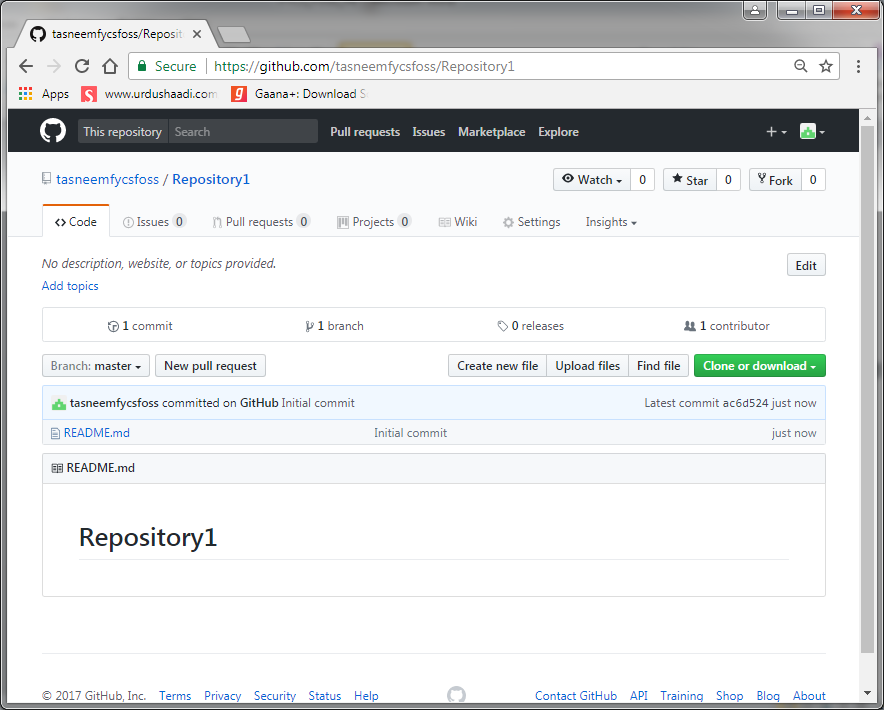 tasneemfycsfoss/Reposit
Secure https://github.com/tasneemfycsfoss/Repository1
Apps www.urdushaadi.com Gaana+: Download S
This repository Search Pull requests Issues Marketplace Explore
tasneemfycsfoss / Repository1 Watch 0 Star 0 Fork 0
<> Code Issues 0 Pull requests 0 Projects 0 Wiki Settings Insights
No description, website, or topics provided. Edit
Add topics
1 commit 1 branch 0 releases 1 contributor
Branch: master New pull request Create new file Upload files Find file Clone or download
tasneemfycsfoss committed on GitHub Initial commit Latest commit ac6d524 just now
README.md Initial commit just now
README.md
Repository1
© 2017 GitHub, Inc. Terms Privacy Security Status Help Contact GitHub API Training Shop Blog About